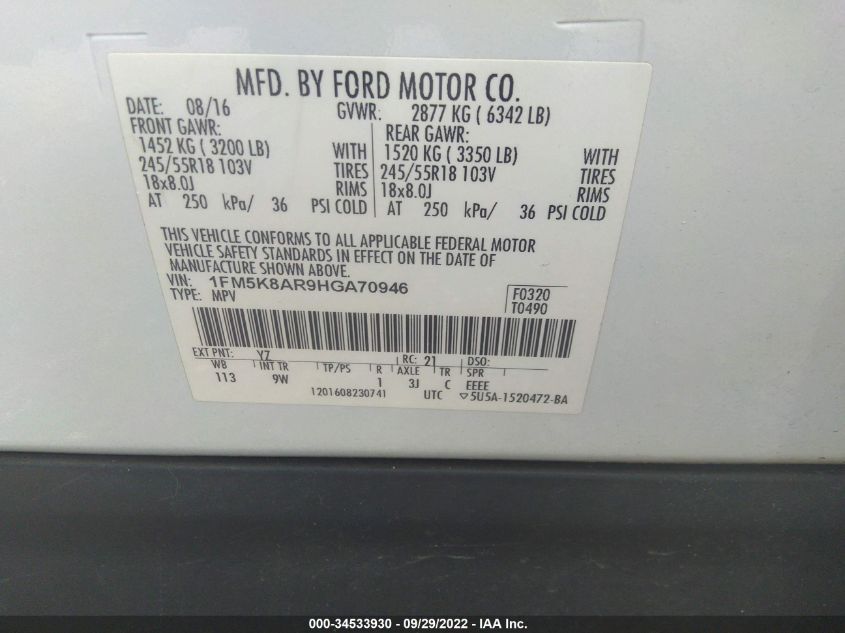 MFD. BY FORD MOTOR CO.
DATE: 08/16 GVWR: 2877 KG ( 6342 LB)
FRONT GAWR: REAR GAWR:
1452 KG ( 3200 LB) WITH 1520 KG ( 3350 LB) WITH
245/55R18 103V TIRES 245/55R18 103V TIRES
18x8.0J RIMS 18x8.0J RIMS
AT 250 kPa/ 36 PSI COLD AT 250 kPa/ 36 PSI COLD
THIS VEHICLE CONFORMS TO ALL APPLICABLE FEDERAL MOTOR
VEHICLE SAFETY STANDARDS IN EFFECT ON THE DATE OF
MANUFACTURE SHOWN ABOVE.
VIN: 1FM5K8AR9HGA70946 F0320
TYPE: MPV T0490
EXT PNT: YZ RC: 21 DSO:
WB INT TR TP/PS R AXLE TR SPR
113 9W 1 3J C EEEE
1201608230741 UTC ▽5U5A-1520472-BA
000-34533930 - 09/29/2022 - IAA Inc.